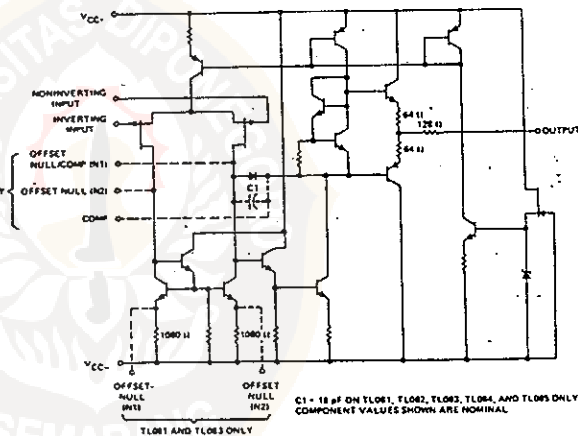 VCC+
NONINVERTING
INPUT
INVERTING
INPUT
OFFSET
NULL/COMP (N1)
OFFSET NULL (N2)
COMP
C1
64 Ω
128 Ω
64 Ω
OUTPUT
1080 Ω
1080 Ω
VCC−
OFFSET-
NULL
(N1)
OFFSET
NULL
(N2)
TL081 AND TL083 ONLY
C1 = 18 pF ON TL081, TL082, TL083, TL084, AND TL085 ONLY
COMPONENT VALUES SHOWN ARE NOMINAL
SEMARANG